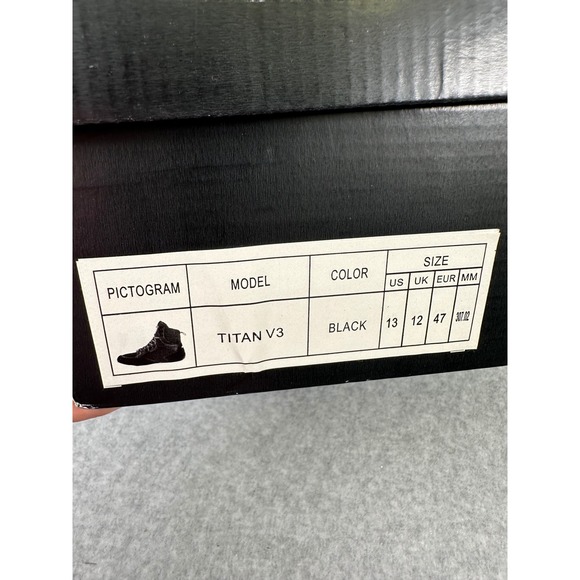 PICTOGRAM MODEL COLOR SIZE
US UK EUR MM
TITAN V3 BLACK 13 12 47 307.02